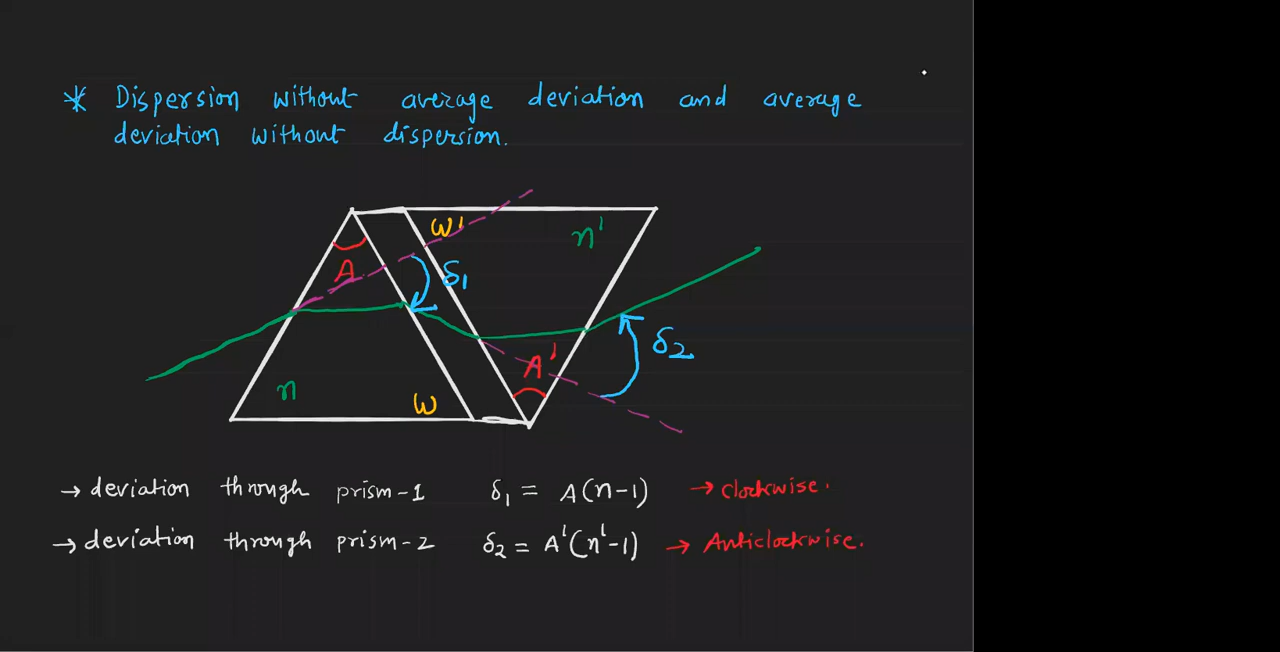 * Dispersion without average deviation and average
deviation without dispersion.
ω'
n'
A
δ₁
A'
δ₂
n
ω
→ deviation through prism-1 δ₁ = A(n-1) → Clockwise.
→ deviation through prism-2 δ₂ = A'(n'-1) → Anticlockwise.